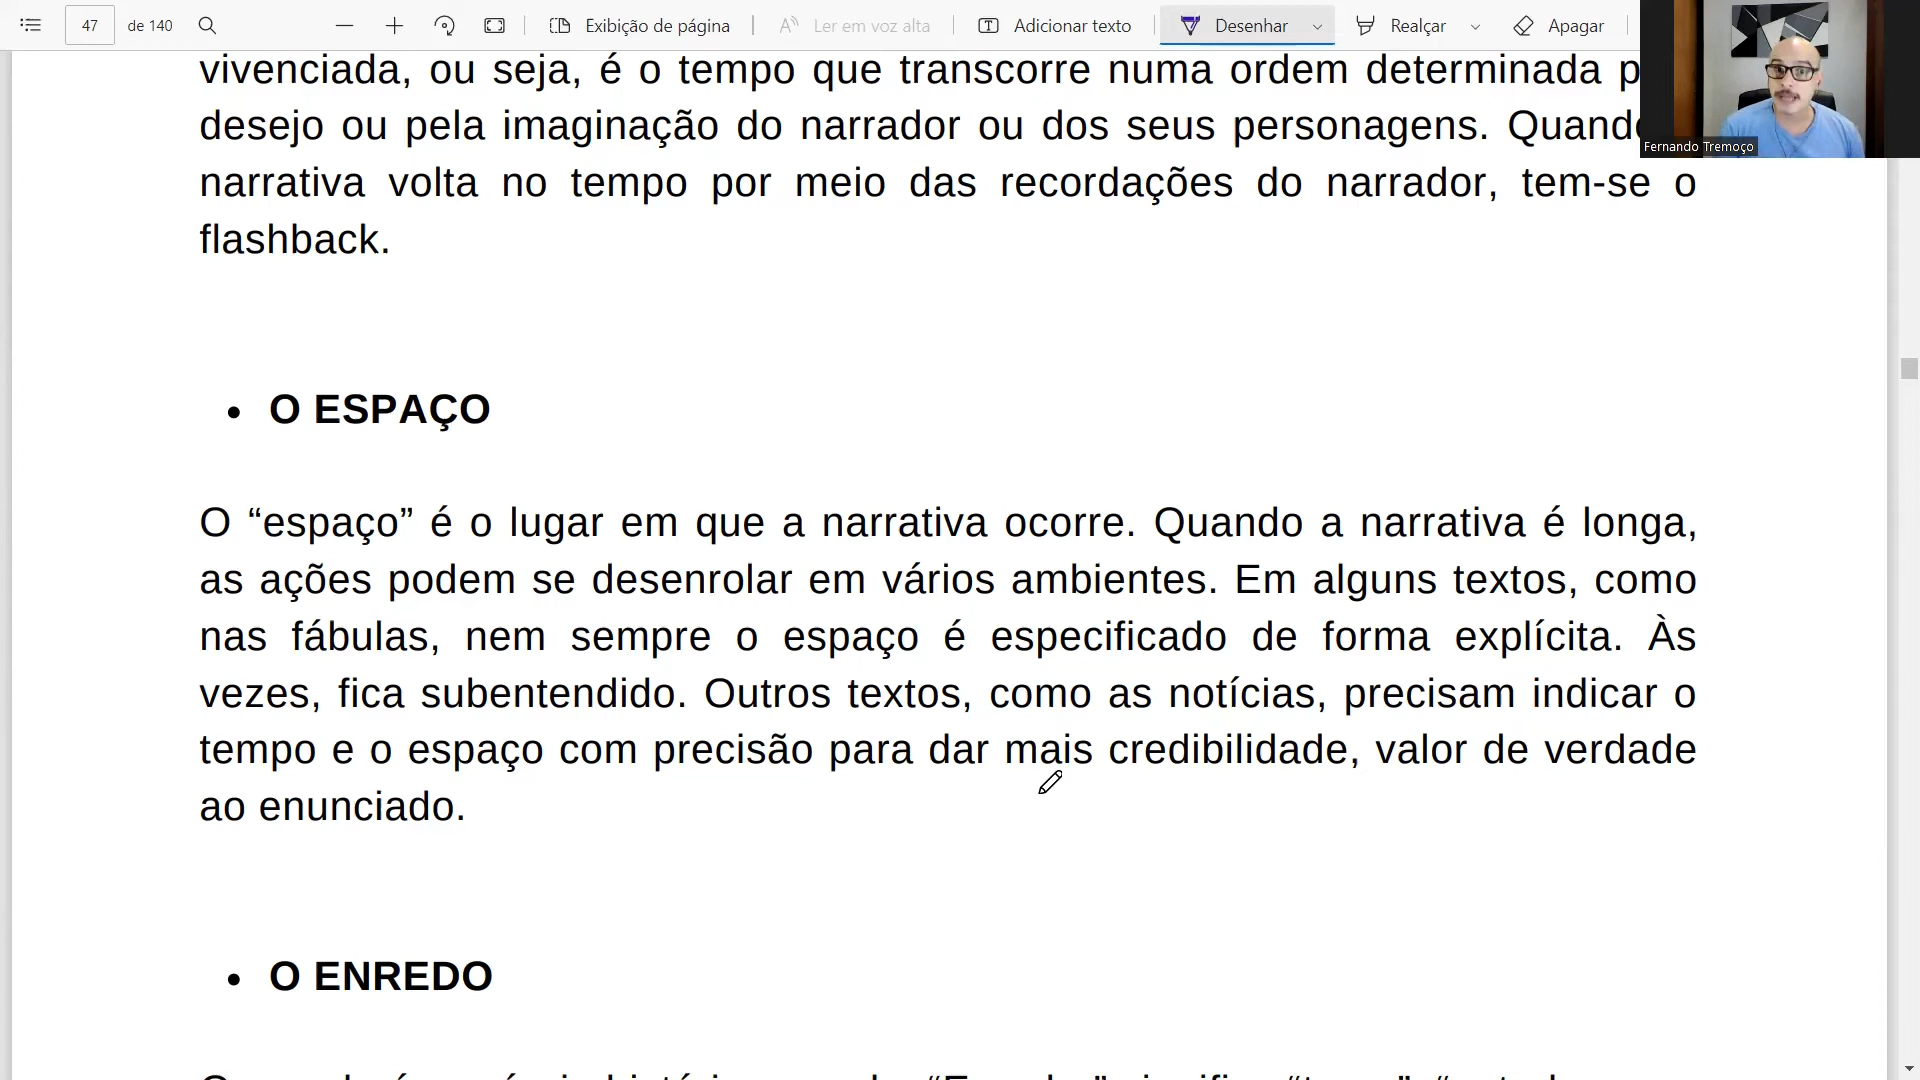 47 de 140 Exibição de página Ler em voz alta Adicionar texto Desenhar Realçar Apagar
Fernando Tremoço
vivenciada, ou seja, é o tempo que transcorre numa ordem determinada
desejo ou pela imaginação do narrador ou dos seus personagens. Quando
narrativa volta no tempo por meio das recordações do narrador, tem-se o
flashback.
• O ESPAÇO
O “espaço” é o lugar em que a narrativa ocorre. Quando a narrativa é longa,
as ações podem se desenrolar em vários ambientes. Em alguns textos, como
nas fábulas, nem sempre o espaço é especificado de forma explícita. Às
vezes, fica subentendido. Outros textos, como as notícias, precisam indicar o
tempo e o espaço com precisão para dar mais credibilidade, valor de verdade
ao enunciado.
• O ENREDO